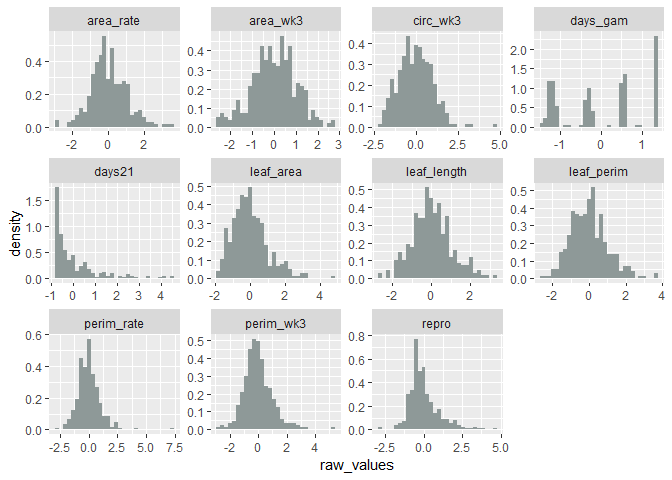 area_rate area_wk3 circ_wk3 days_gam
0.4 0.2 0.0
0.4 0.3 0.2 0.1 0.0
0.4 0.3 0.2 0.1 0.0
2.0 1.5 1.0 0.5 0.0
-2 0 2
-2 -1 0 1 2 3
-2.5 0.0 2.5 5.0
-1 0 1
days21 leaf_area leaf_length leaf_perim
1.5 1.0 0.5 0.0
0.5 0.4 0.3 0.2 0.1 0.0
0.5 0.4 0.3 0.2 0.1 0.0
0.5 0.4 0.3 0.2 0.1 0.0
-1 0 1 2 3 4
-2 0 2 4
-2 0 2
-2 0 2 4
perim_rate perim_wk3 repro
0.6 0.4 0.2 0.0
0.5 0.4 0.3 0.2 0.1 0.0
0.8 0.6 0.4 0.2 0.0
-2.5 0.0 2.5 5.0 7.5
-2 0 2 4
-2.5 0.0 2.5 5.0
density
raw_values